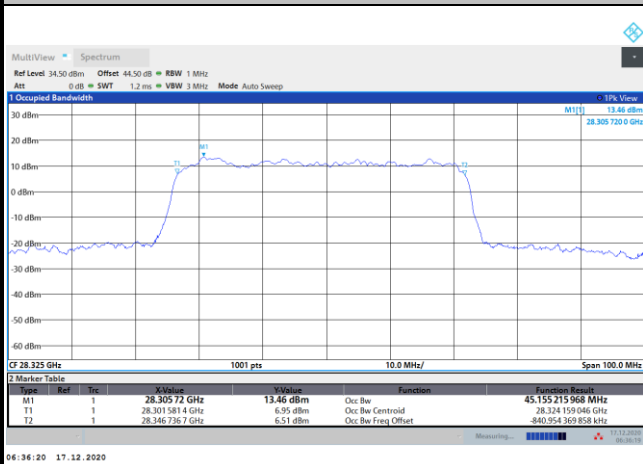 MultiView Spectrum
Ref Level 34.50 dBm Offset 44.50 dB RBW 1 MHz
Att 0 dB SWT 1.2 ms VBW 3 MHz Mode Auto Sweep
1 Occupied Bandwidth 1Pk View
M1[1] 13.46 dBm
28.305 720 0 GHz
30 dBm
20 dBm
M1
T1
T2
10 dBm
0 dBm
-10 dBm
-20 dBm
-30 dBm
-40 dBm
-50 dBm
-60 dBm
CF 28.325 GHz 1001 pts 10.0 MHz/ Span 100.0 MHz
2 Marker Table
Type Ref Trc X-Value Y-Value Function Function Result
M1 1 28.305 72 GHz 13.46 dBm Occ Bw 45.155 215 968 MHz
T1 1 28.301 581 4 GHz 6.95 dBm Occ Bw Centroid 28.324 159 046 GHz
T2 1 28.346 736 7 GHz 6.51 dBm Occ Bw Freq Offset -840.954 369 858 kHz
Measuring... 17.12.2020
06:36:19
06:36:20 17.12.2020